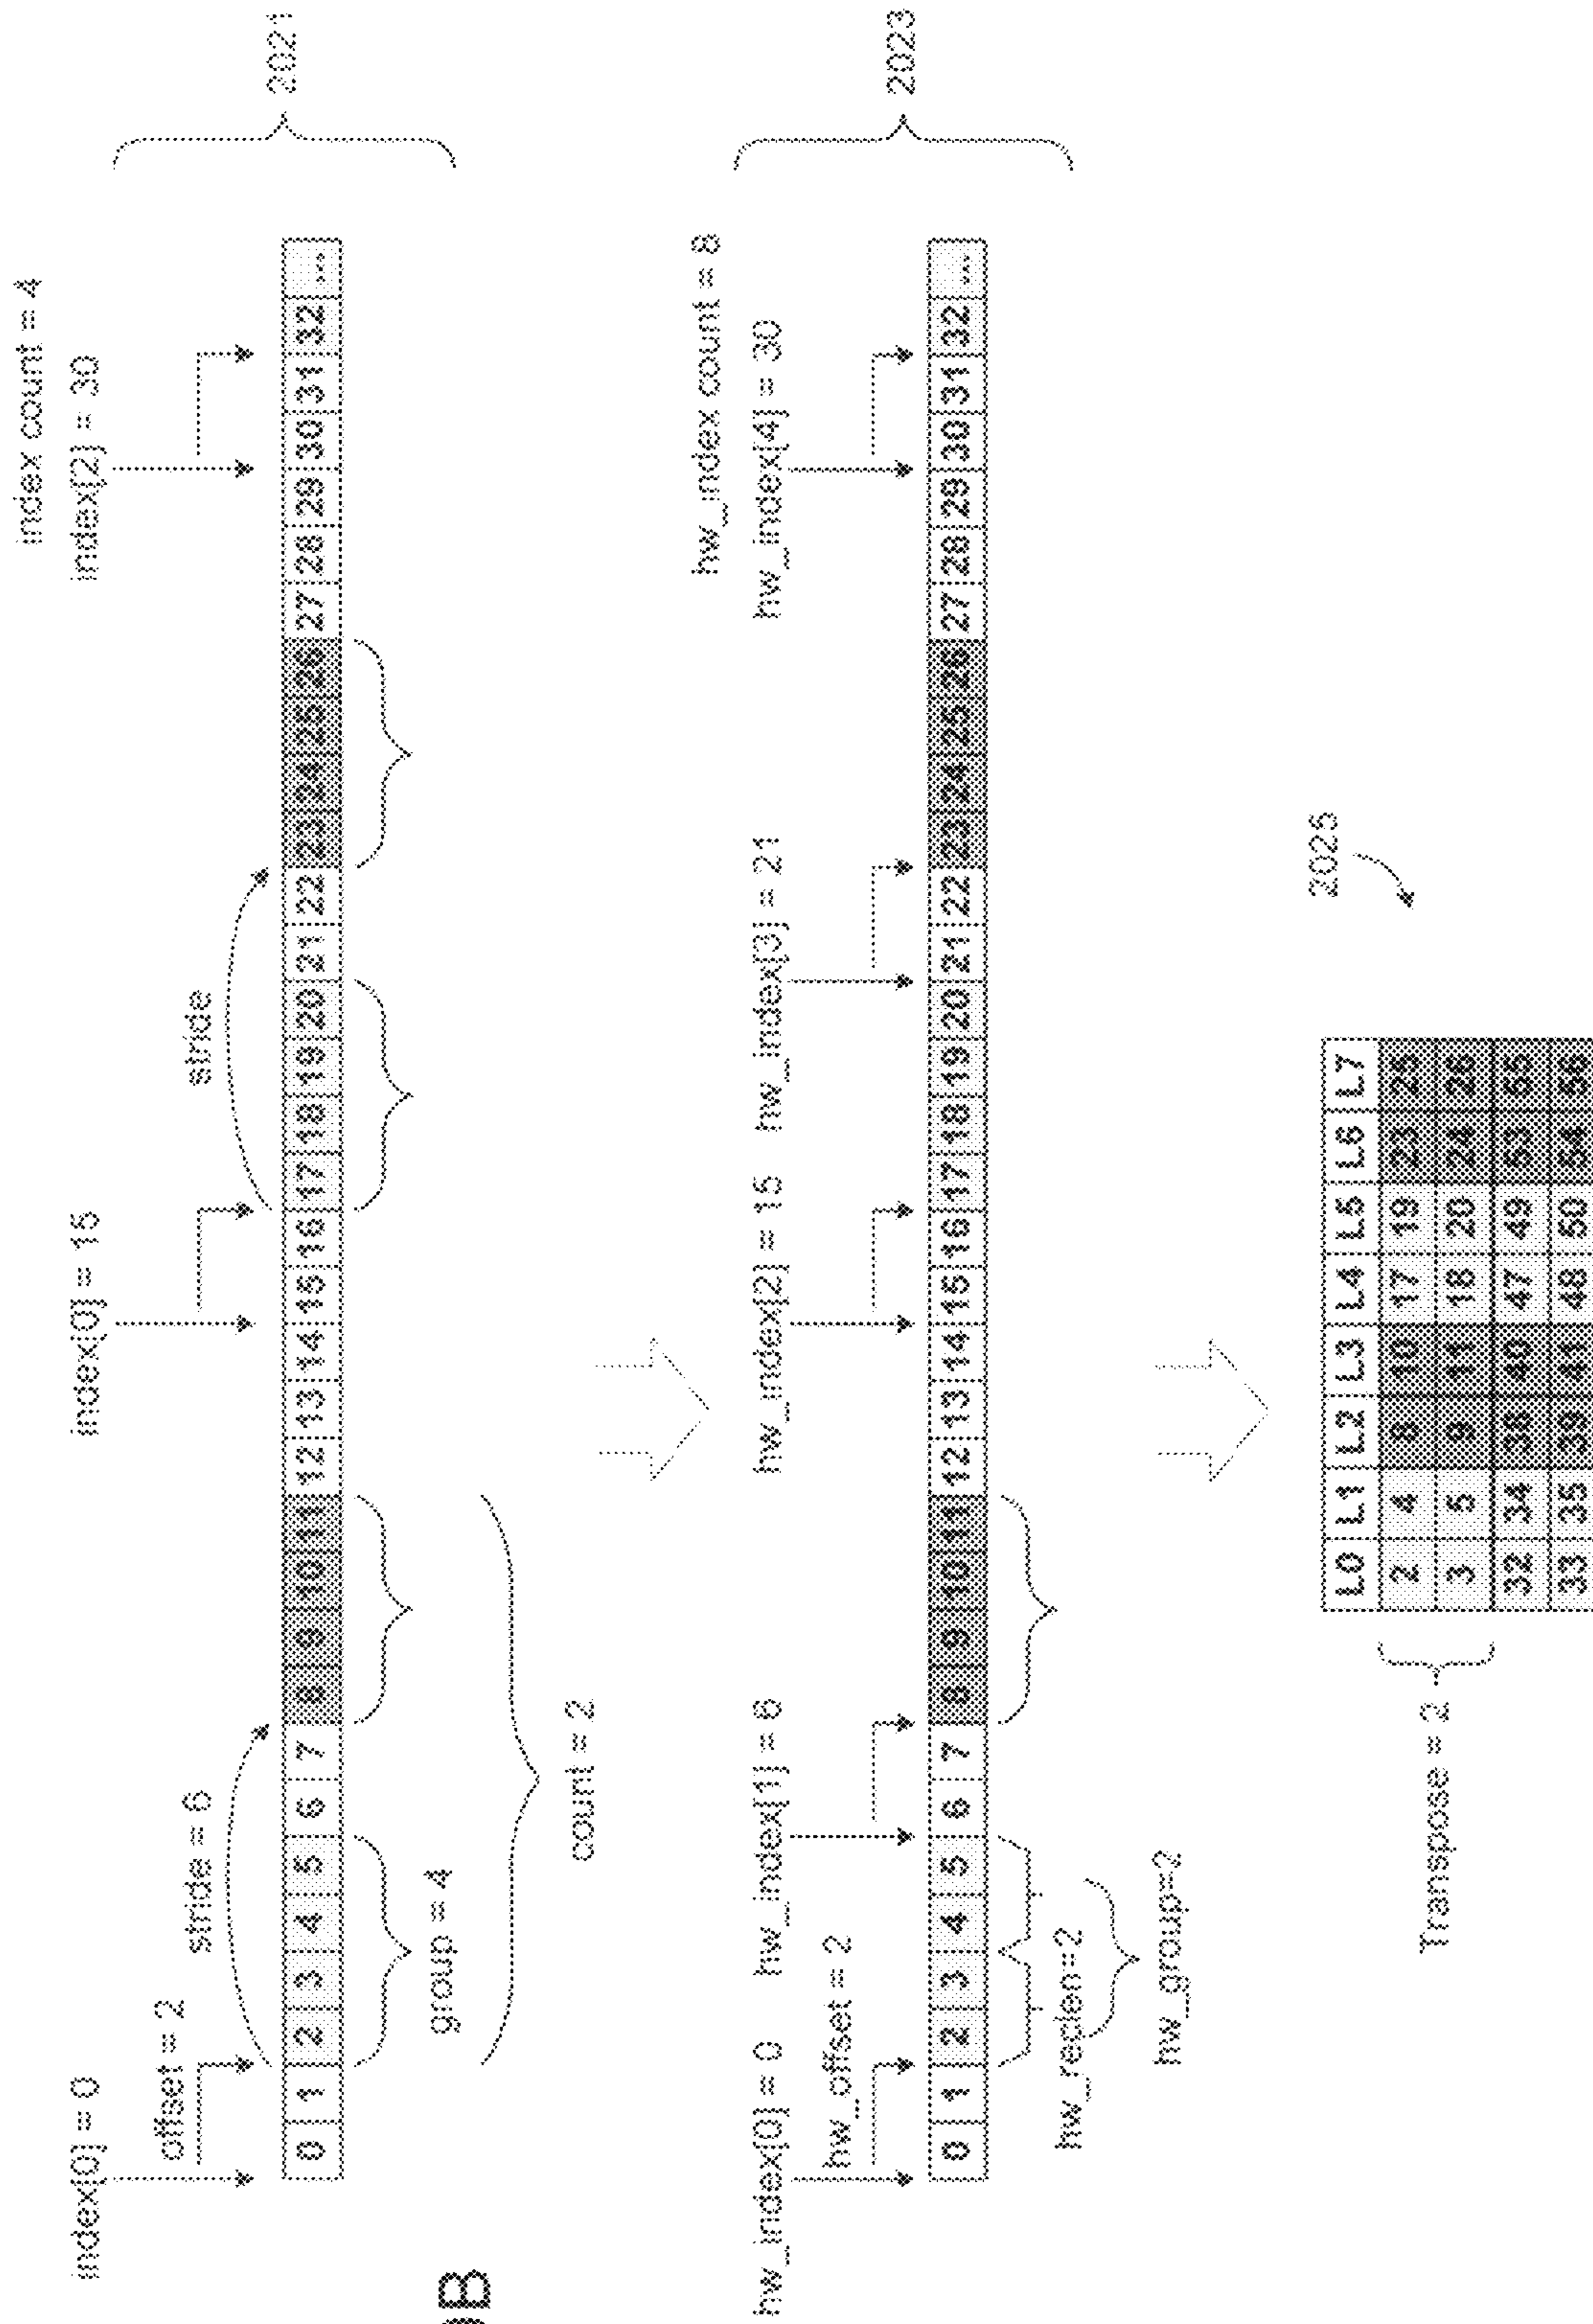 index count = 4
index[0] = 0
index[0] = 15
index[2] = 30
offset = 2
stride = 6
stride
2021
0 1 2 3 4 5 6 7 8 9 10 11 12 13 14 15 16 17 18 19 20 21 22 23 24 25 26 27 28 29 30 31 32 ...
group = 4
count = 2
hw_index count = 8
hw_index[0] = 0
hw_index[1] = 6
hw_index[2] = 15
hw_index[3] = 21
hw_index[4] = 30
hw_offset = 2
2023
0 1 2 3 4 5 6 7 8 9 10 11 12 13 14 15 16 17 18 19 20 21 22 23 24 25 26 27 28 29 30 31 32 ...
hw_reclen=2
hw_group=2
2025
L0 L1 L2 L3 L4 L5 L6 L7
2 4 8 10 17 19 23 25
3 5 9 11 18 20 24 26
32 34 38 40 47 49 53 55
33 35 39 41 48 50 54 56
Transpose = 2